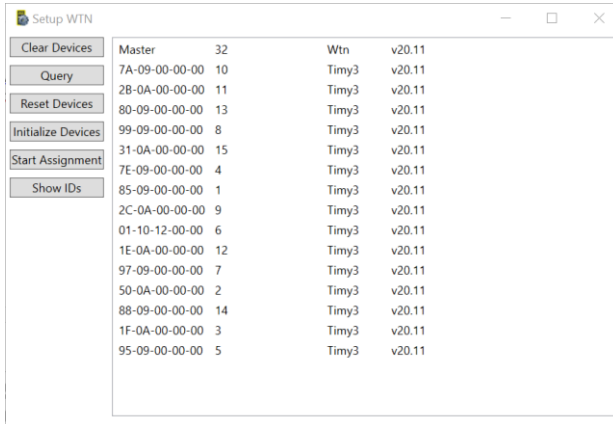 Setup WTN
Clear Devices
Query
Reset Devices
Initialize Devices
Start Assignment
Show IDs
Master 32 Wtn v20.11
7A-09-00-00-00 10 Timy3 v20.11
2B-0A-00-00-00 11 Timy3 v20.11
80-09-00-00-00 13 Timy3 v20.11
99-09-00-00-00 8 Timy3 v20.11
31-0A-00-00-00 15 Timy3 v20.11
7E-09-00-00-00 4 Timy3 v20.11
85-09-00-00-00 1 Timy3 v20.11
2C-0A-00-00-00 9 Timy3 v20.11
01-10-12-00-00 6 Timy3 v20.11
1E-0A-00-00-00 12 Timy3 v20.11
97-09-00-00-00 7 Timy3 v20.11
50-0A-00-00-00 2 Timy3 v20.11
88-09-00-00-00 14 Timy3 v20.11
1F-0A-00-00-00 3 Timy3 v20.11
95-09-00-00-00 5 Timy3 v20.11